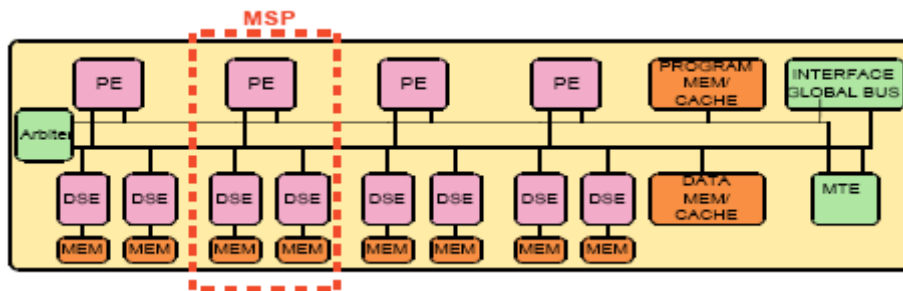 MSP
PE
PE
PE
PE
PROGRAM
MEM/
CACHE
INTERFACE
GLOBAL BUS
Arbiter
DSE
DSE
DSE
DSE
DSE
DSE
DSE
DSE
DATA
MEM/
CACHE
MTE
MEM
MEM
MEM
MEM
MEM
MEM
MEM
MEM